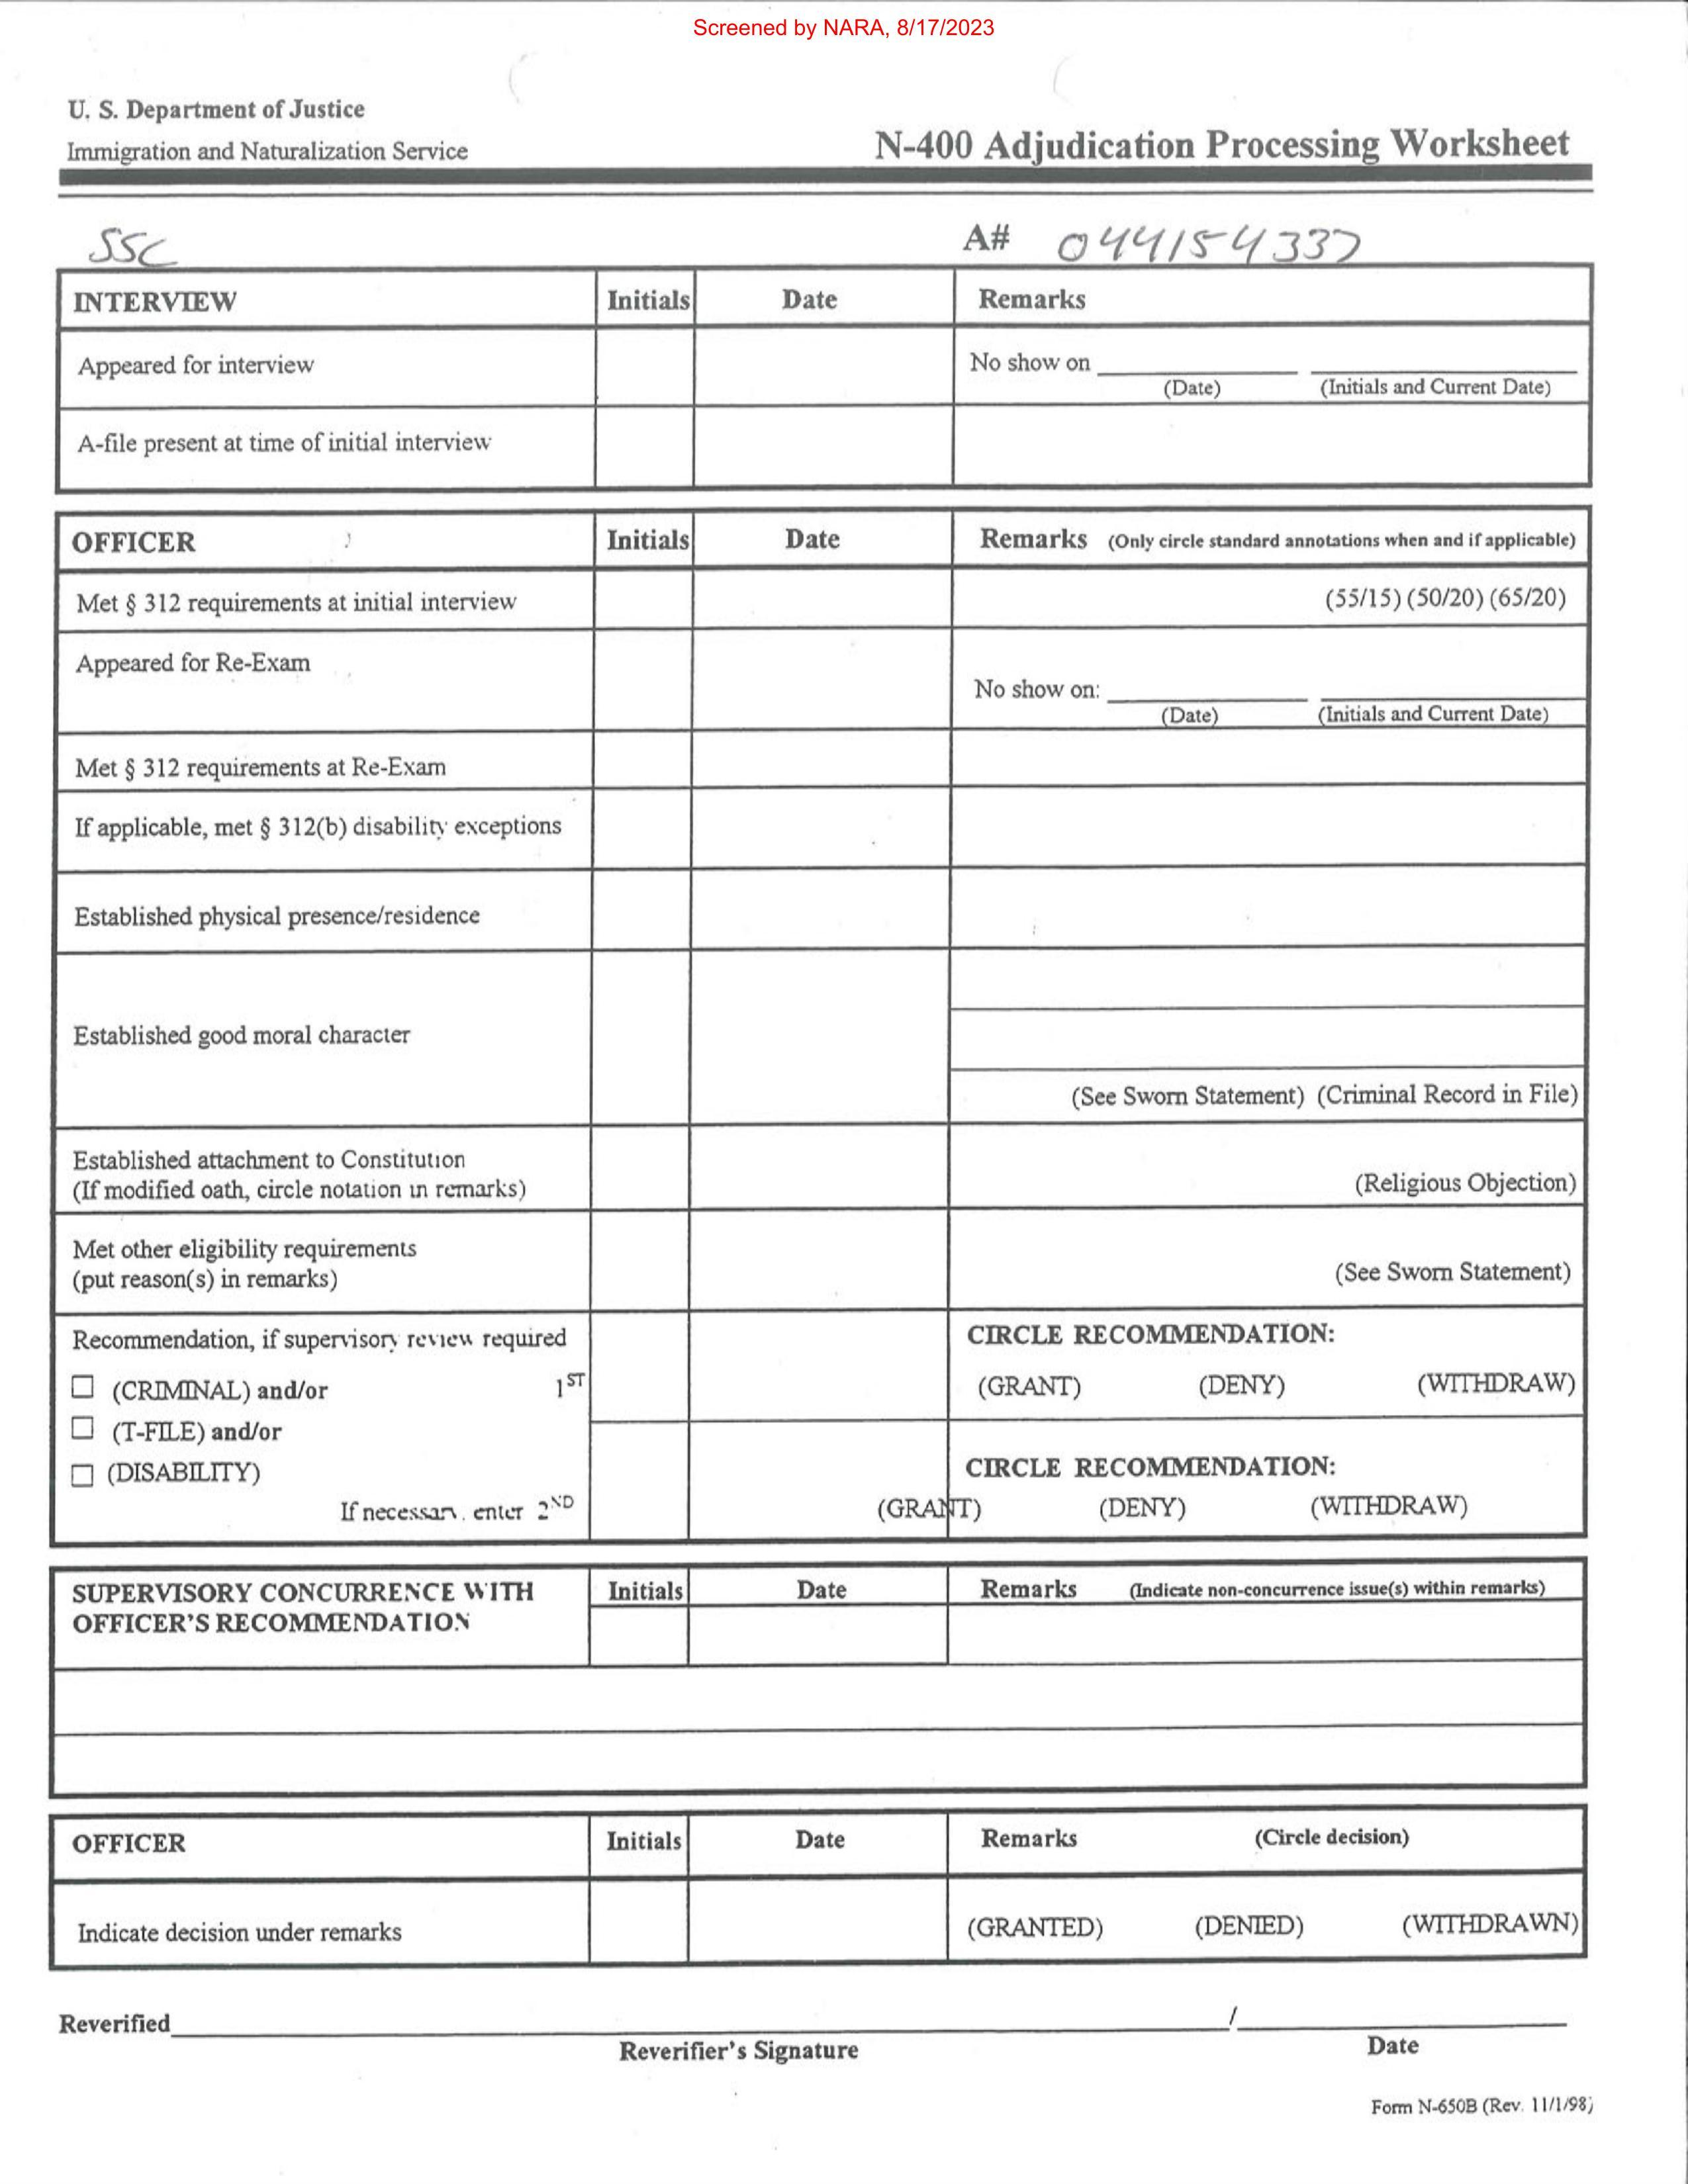 Screened by NARA, 8/17/2023
U. S. Department of Justice
Immigration and Naturalization Service
N-400 Adjudication Processing Worksheet
SSC
A# 044154337
INTERVIEW Initials Date Remarks
Appeared for interview No show on
(Date) (Initials and Current Date)
A-file present at time of initial interview
OFFICER Initials Date Remarks (Only circle standard annotations when and if applicable)
Met § 312 requirements at initial interview (55/15) (50/20) (65/20)
Appeared for Re-Exam
No show on:
(Date) (Initials and Current Date)
Met § 312 requirements at Re-Exam
If applicable, met § 312(b) disability exceptions
Established physical presence/residence
Established good moral character
(See Sworn Statement) (Criminal Record in File)
Established attachment to Constitution
(If modified oath, circle notation in remarks) (Religious Objection)
Met other eligibility requirements
(put reason(s) in remarks) (See Sworn Statement)
Recommendation, if supervisory review required CIRCLE RECOMMENDATION:
☐ (CRIMINAL) and/or 1ST (GRANT) (DENY) (WITHDRAW)
☐ (T-FILE) and/or
☐ (DISABILITY) CIRCLE RECOMMENDATION:
If necessary, enter 2ND (GRANT) (DENY) (WITHDRAW)
SUPERVISORY CONCURRENCE WITH Initials Date Remarks (Indicate non-concurrence issue(s) within remarks)
OFFICER'S RECOMMENDATION
OFFICER Initials Date Remarks (Circle decision)
Indicate decision under remarks (GRANTED) (DENIED) (WITHDRAWN)
Reverified /
Reverifier's Signature Date
Form N-650B (Rev. 11/1/98)